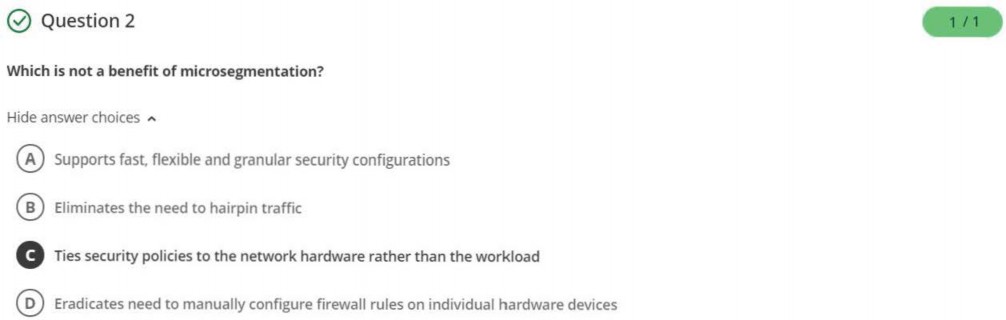 Question 2
1 / 1
Which is not a benefit of microsegmentation?
Hide answer choices
A Supports fast, flexible and granular security configurations
B Eliminates the need to hairpin traffic
C Ties security policies to the network hardware rather than the workload
D Eradicates need to manually configure firewall rules on individual hardware devices